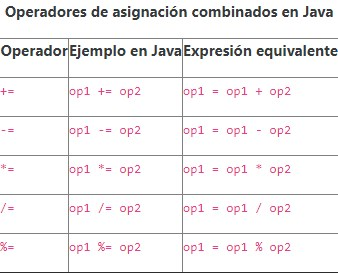 Operadores de asignación combinados en Java
Operador Ejemplo en Java Expresión equivalente
+= op1 += op2 op1 = op1 + op2
-= op1 -= op2 op1 = op1 - op2
*= op1 *= op2 op1 = op1 * op2
/= op1 /= op2 op1 = op1 / op2
%= op1 %= op2 op1 = op1 % op2